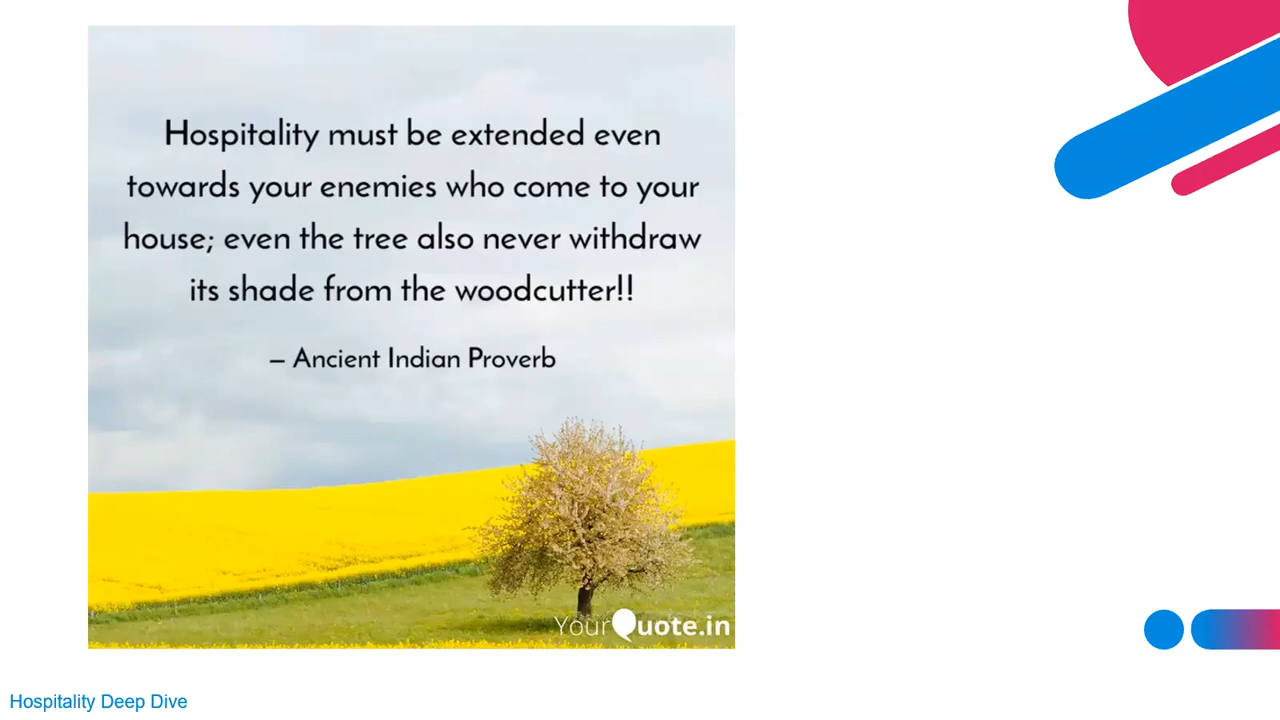 Hospitality must be extended even
towards your enemies who come to your
house; even the tree also never withdraw
its shade from the woodcutter!!
– Ancient Indian Proverb
YourQuote.in
Hospitality Deep Dive